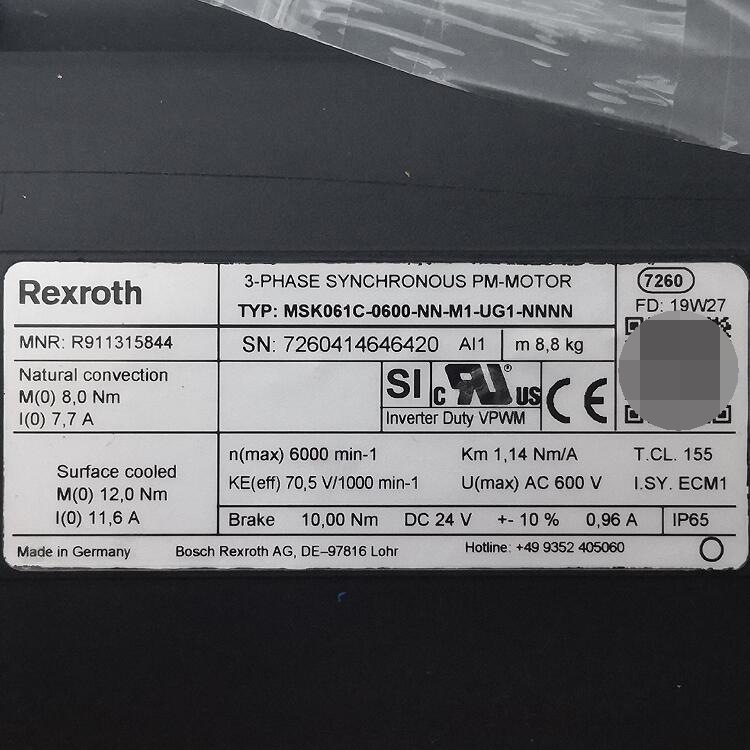 Rexroth
3-PHASE SYNCHRONOUS PM-MOTOR
TYP: MSK061C-0600-NN-M1-UG1-NNNN
7260
FD: 19W27
MNR: R911315844
SN: 7260414646420
AI1
m 8,8 kg
Natural convection
M(0) 8,0 Nm
I(0) 7,7 A
SI
c RU® US
Inverter Duty VPWM
CE
Surface cooled
M(0) 12,0 Nm
I(0) 11,6 A
n(max) 6000 min-1
Km 1,14 Nm/A
T.CL. 155
KE(eff) 70,5 V/1000 min-1
U(max) AC 600 V
I.SY. ECM1
Brake 10,00 Nm DC 24 V +- 10 % 0,96 A
IP65
Made in Germany
Bosch Rexroth AG, DE–97816 Lohr
Hotline: +49 9352 405060